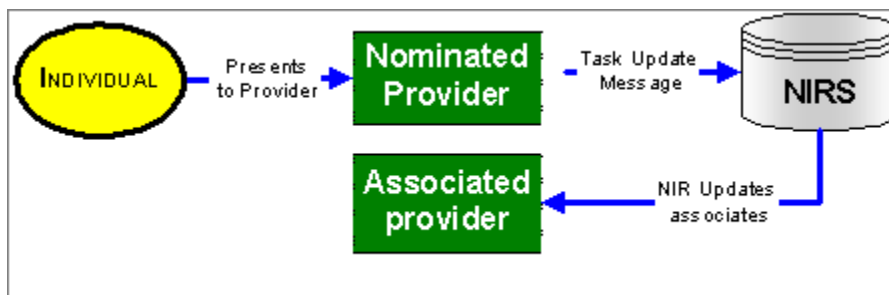 INDIVIDUAL
Presents
to Provider
Nominated
Provider
Task Update
Message
NIRS
Associated
provider
NIR Updates
associates